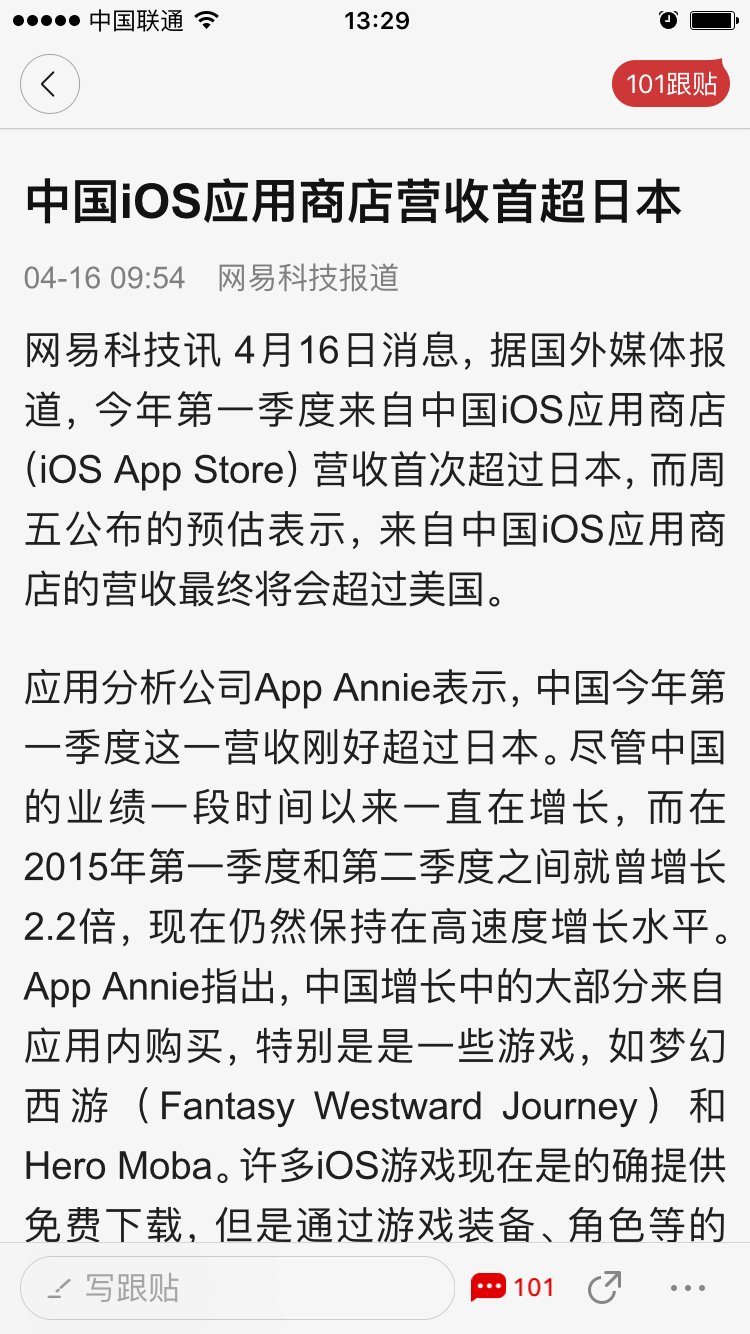 中国联通 13:29
101跟贴
中国iOS应用商店营收首超日本
04-16 09:54 网易科技报道
网易科技讯 4月16日消息，据国外媒体报
道，今年第一季度来自中国iOS应用商店
（iOS App Store）营收首次超过日本，而周
五公布的预估表示，来自中国iOS应用商
店的营收最终将会超过美国。
应用分析公司App Annie表示，中国今年第
一季度这一营收刚好超过日本。尽管中国
的业绩一段时间以来一直在增长，而在
2015年第一季度和第二季度之间就曾增长
2.2倍，现在仍然保持在高速度增长水平。
App Annie指出，中国增长中的大部分来自
应用内购买，特别是是一些游戏，如梦幻
西游（Fantasy Westward Journey）和
Hero Moba。许多iOS游戏现在是的确提供
免费下载，但是通过游戏装备、角色等的
写跟贴 101